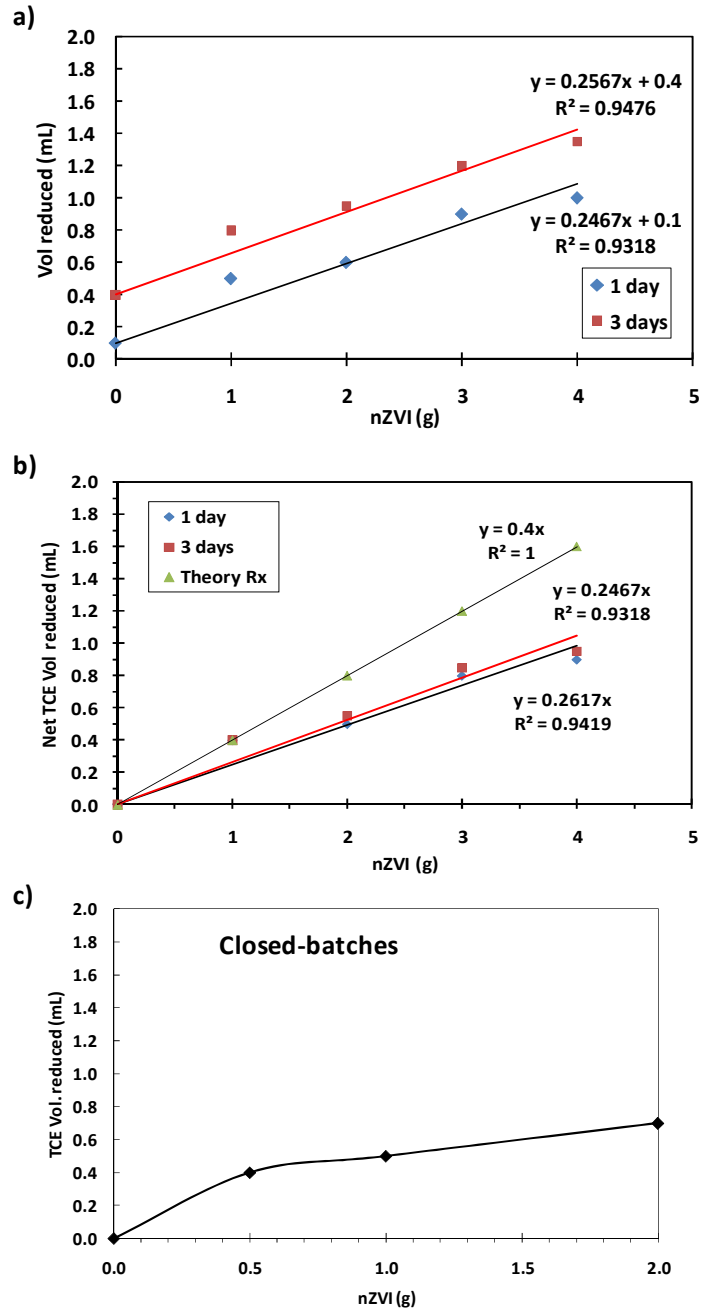 a)
2.0
1.8
1.6
1.4
1.2
1.0
0.8
0.6
0.4
0.2
0.0
Vol reduced (mL)
y = 0.2567x + 0.4
R² = 0.9476
y = 0.2467x + 0.1
R² = 0.9318
1 day
3 days
0 1 2 3 4 5
nZVI (g)
b)
2.0
1.8
1.6
1.4
1.2
1.0
0.8
0.6
0.4
0.2
0.0
Net TCE Vol reduced (mL)
1 day
3 days
Theory Rx
y = 0.4x
R² = 1
y = 0.2467x
R² = 0.9318
y = 0.2617x
R² = 0.9419
0 1 2 3 4 5
nZVI (g)
c)
2.0
1.8
1.6
1.4
1.2
1.0
0.8
0.6
0.4
0.2
0.0
TCE Vol. reduced (mL)
Closed-batches
0.0 0.5 1.0 1.5 2.0
nZVI (g)